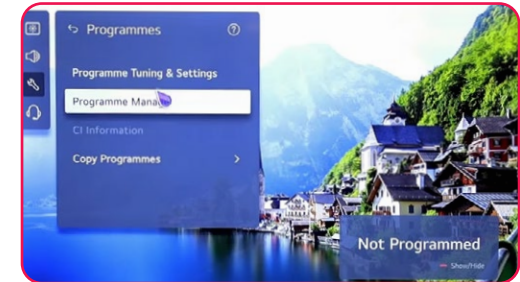 Programmes
Programme Tuning & Settings
Programme Mana
CI Information
Copy Programmes
Not Programmed
Show/Hide